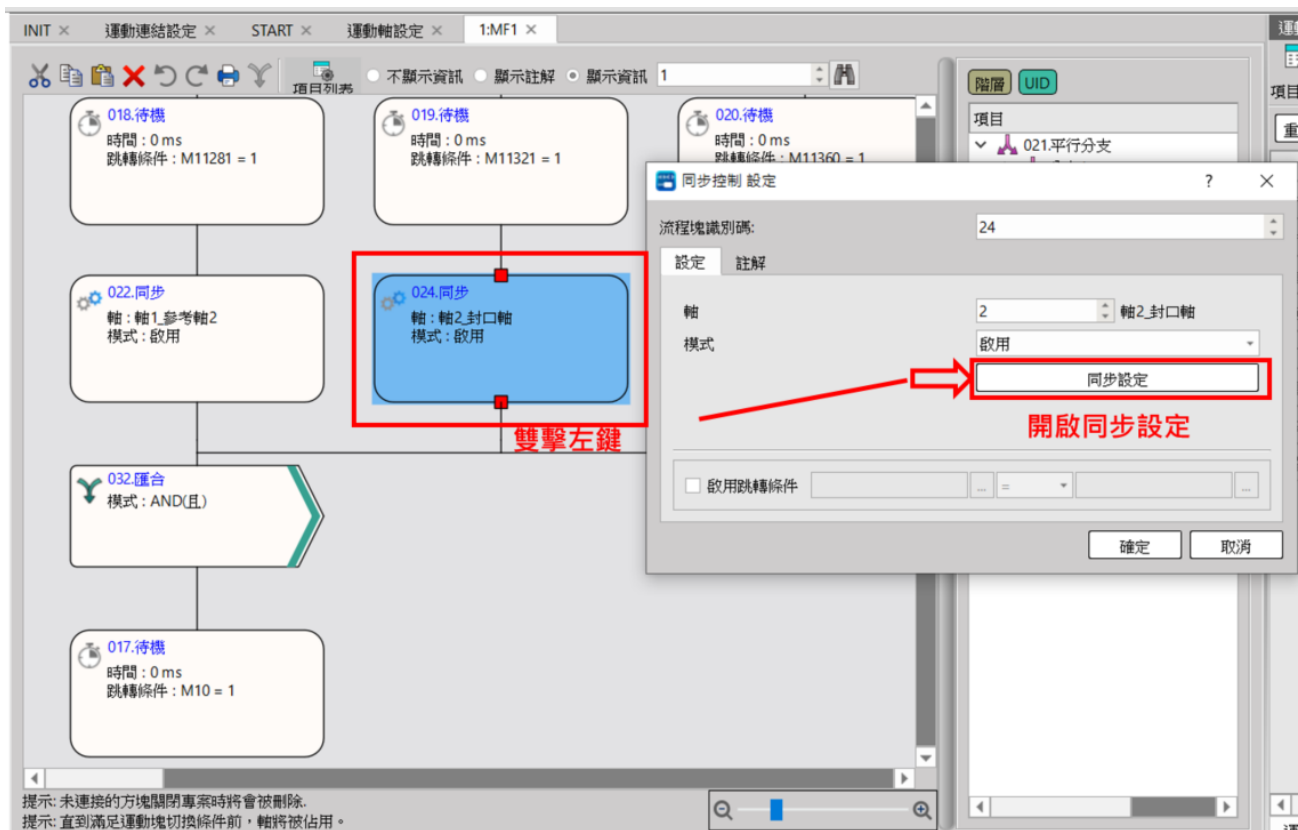 INIT × 運動連結設定 × START × 運動軸設定 × 1:MF1 ×
項目列表
不顯示資訊 顯示註解 顯示資訊 1
018.待機
時間 : 0 ms
跳轉條件 : M11281 = 1
019.待機
時間 : 0 ms
跳轉條件 : M11321 = 1
020.待機
時間 : 0 ms
跳轉條件 : M11360 = 1
022.同步
軸 : 軸1_參考軸2
模式 : 啟用
024.同步
軸 : 軸2_封口軸
模式 : 啟用
雙擊左鍵
032.匯合
模式 : AND(且)
017.待機
時間 : 0 ms
跳轉條件 : M10 = 1
提示: 未連接的方塊關閉專案時將會被刪除.
提示: 直到滿足運動塊切換條件前，軸將被佔用。
階層 UID
項目
021.平行分支
同步控制 設定 ? ×
流程塊識別碼: 24
設定 註解
軸 2 軸2_封口軸
模式 啟用
同步設定
開啟同步設定
啟用跳轉條件 ... = ...
確定 取消
項目